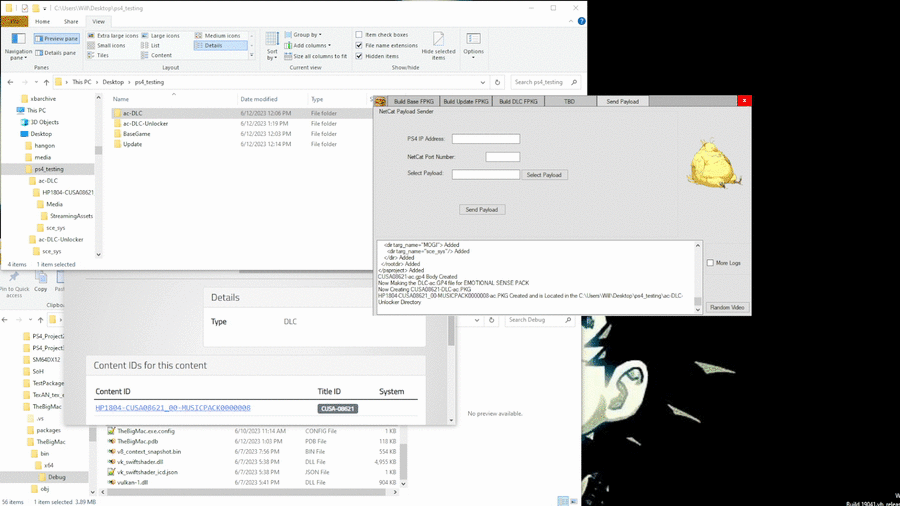 C:\Users\Will\Desktop\ps4_testing
Home Share View
Navigation
pane
Preview pane
Details pane
Panes
Extra large icons
Large icons
Medium icons
Small icons
List
Details
Tiles
Content
Layout
Sort
by
Group by
Add columns
Size all columns to fit
Current view
Item check boxes
File name extensions
Hidden items
Hide selected
items
Show/hide
Options
This PC Desktop ps4_testing
Search ps4_testing
xbarchive
This PC
3D Objects
Desktop
hangon
media
ps4_testing
ac-DLC
HP1804-CUSA08621
Media
StreamingAssets
sce_sys
ac-DLC-Unlocker
sce_sys
Name Date modified Type
ac-DLC 6/12/2023 12:06 PM File folder
ac-DLC-Unlocker 6/12/2023 1:19 PM File folder
BaseGame 6/12/2023 12:03 PM File folder
Update 6/12/2023 12:14 PM File folder
4 items 1 item selected
Build Base FPKG Build Update FPKG Build DLC FPKG TBD Send Payload x
NetCat Payload Sender
PS4 IP Address:
NetCat Port Number:
Select Payload:
Select Payload
Send Payload
<dir targ_name="MOGI"> Added
<dir targ_name="sce_sys"/> Added
</dir> Added
</rootdir> Added
</psproject> Added
CUSA08621-ac.gp4 Body Created
Now Making the DLC-ac.GP4 file for EMOTIONAL SENSE PACK
Now Creating CUSA08621-DLC-ac.PKG
HP1804-CUSA08621_00-MUSICPACK0000008-ac.PKG Created and is Located in the C:\Users\Will\Desktop\ps4_testing\ac-DLC-
Unlocker Directory
More Logs
Random Video
Pin to Quick
access
Copy
Details
Type DLC
Content IDs for this content
Content ID Title ID System
HP1804-CUSA08621_00-MUSICPACK0000008 CUSA-08621
Search Debug
PS4_Project
SM64DX12
SoH
TestPackage
TheBigMac
.vs
packages
bin
x64
Debug
obj
TheBigMac.exe.config 6/10/2023 11:14 AM CONFIG File 1 KB
TheBigMac.pdb 6/12/2023 1:03 PM PDB File 118 KB
v8_context_snapshot.bin 6/7/2023 5:36 PM BIN File 554 KB
vk_swiftshader.dll 6/7/2023 5:38 PM DLL File 4,955 KB
vk_swiftshader_icd.json 6/7/2023 5:38 PM JSON File 1 KB
vulkan-1.dll 6/7/2023 5:41 PM DLL File 904 KB
No preview available.
56 items 1 item selected 3.89 MB